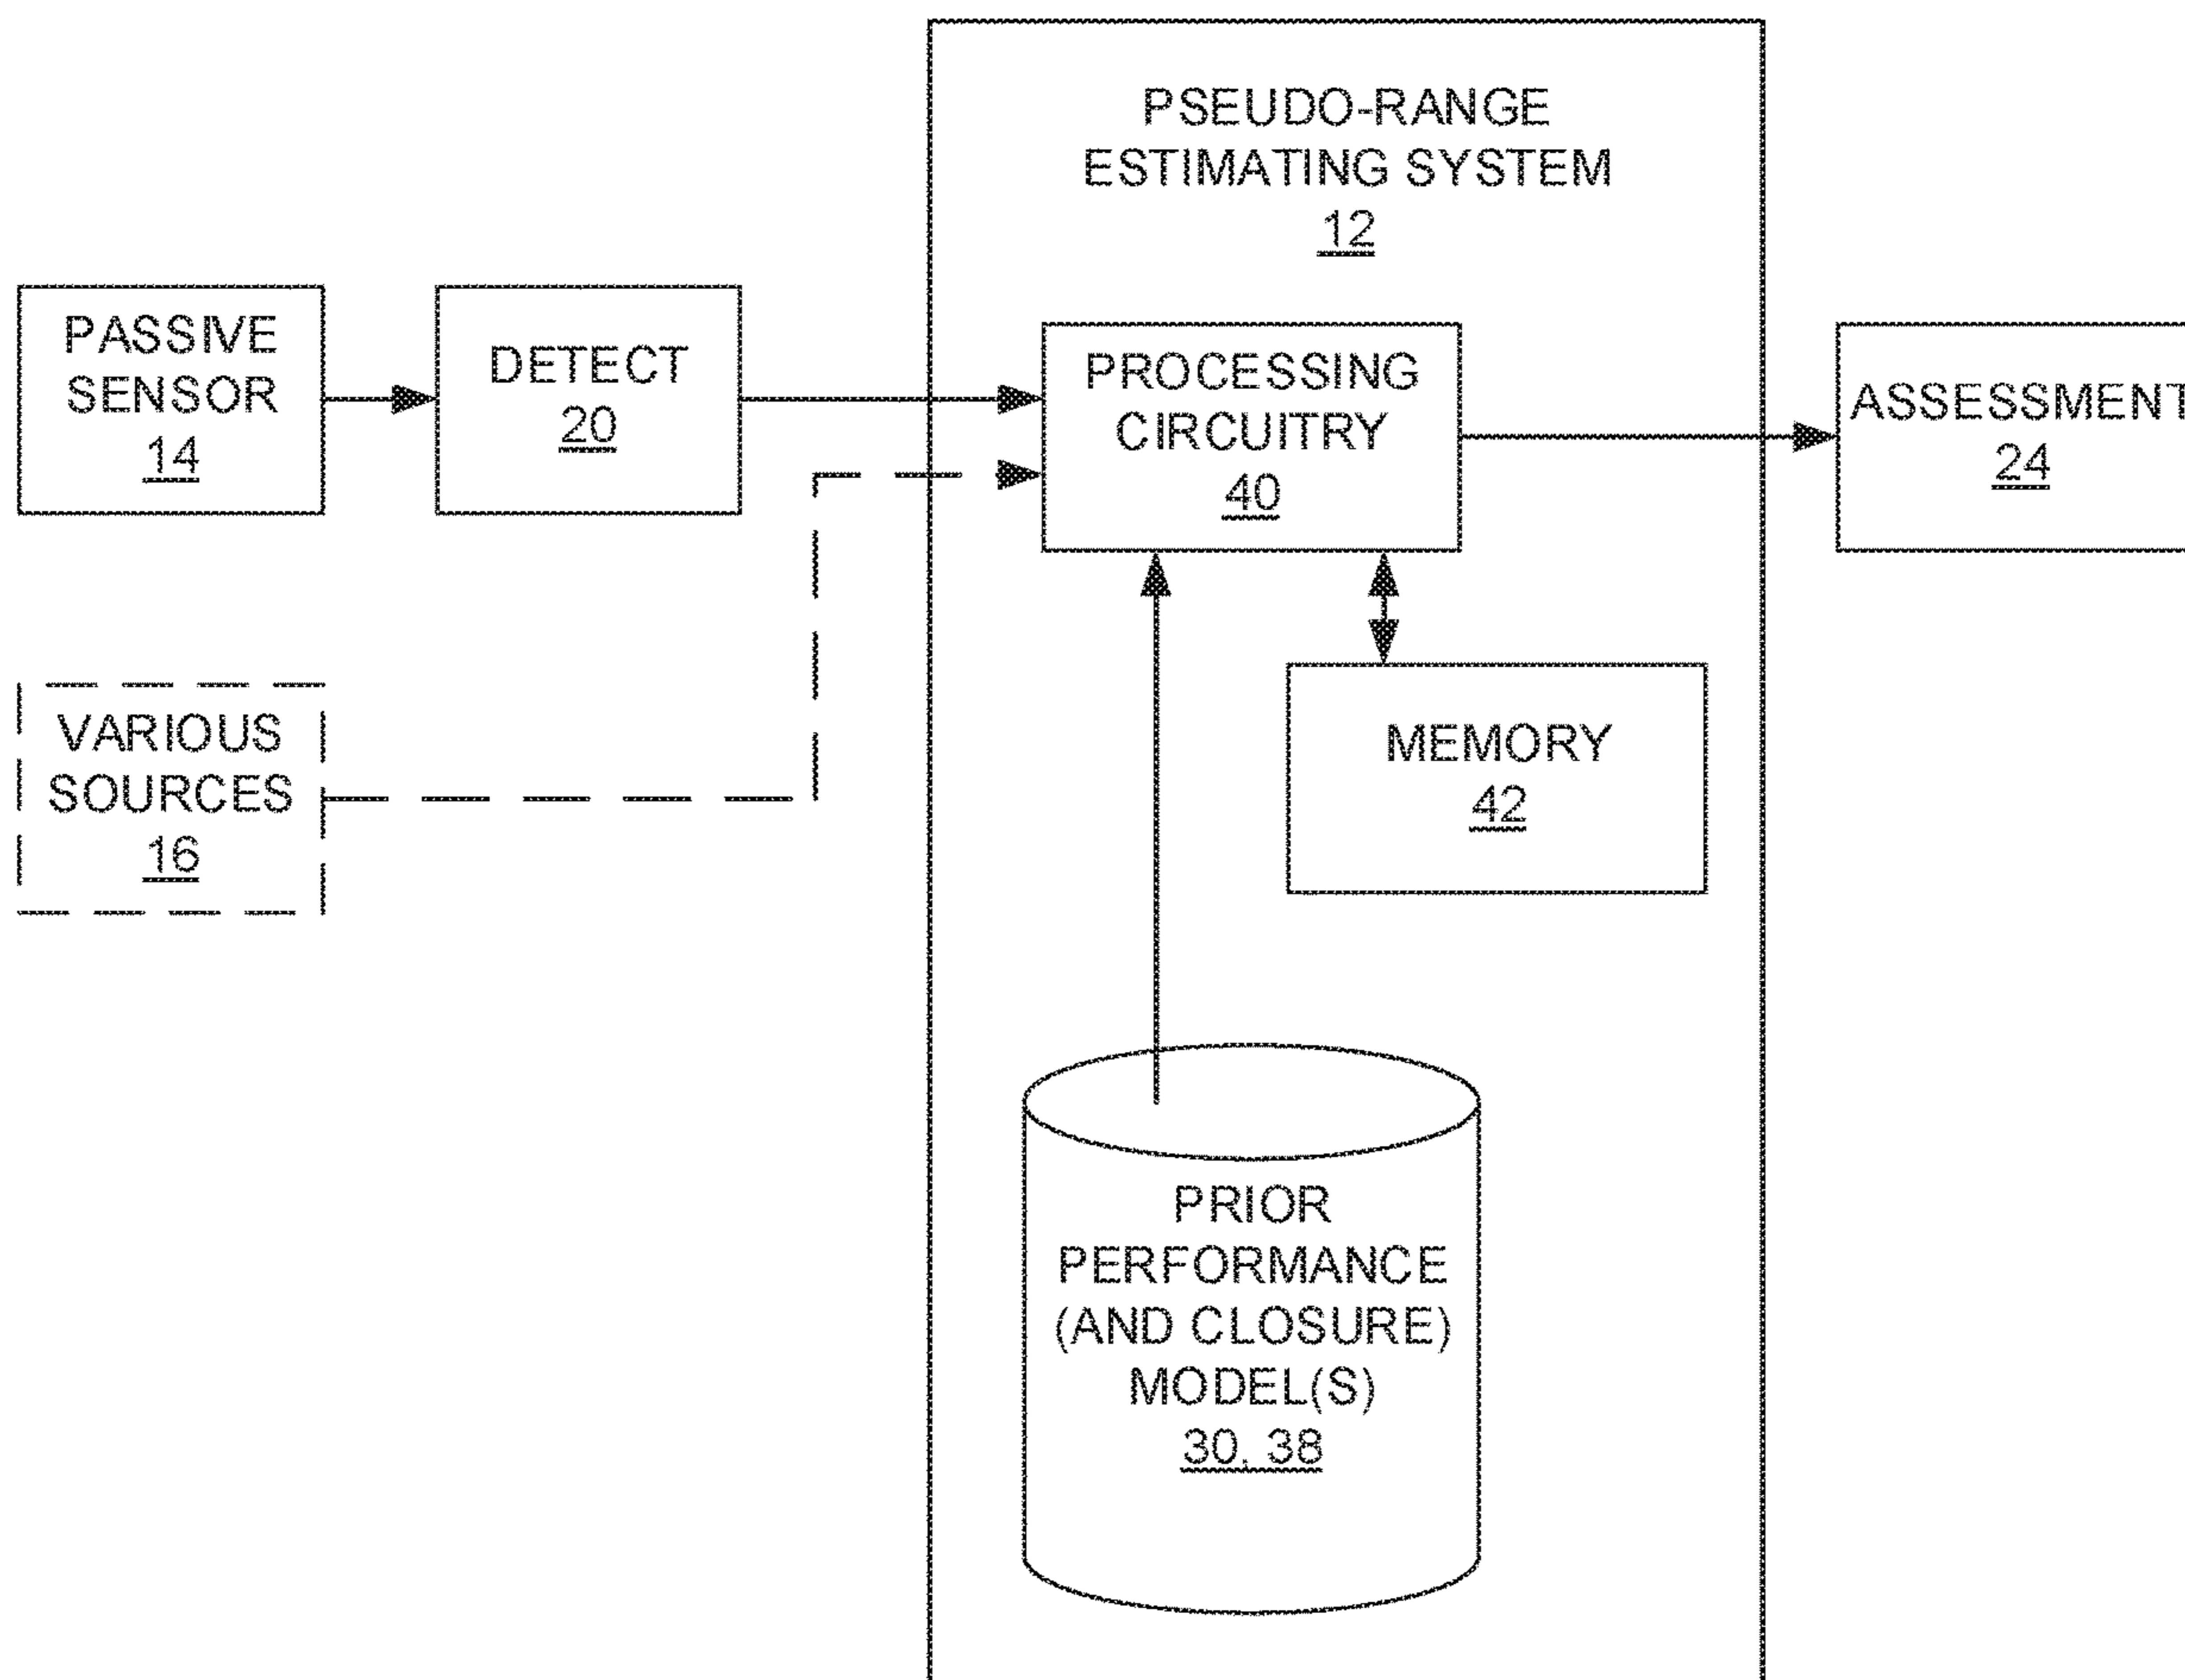 PSEUDO-RANGE
ESTIMATING SYSTEM
12
PASSIVE
SENSOR
14
DETECT
20
PROCESSING
CIRCUITRY
40
ASSESSMENT
24
VARIOUS
SOURCES
16
MEMORY
42
PRIOR
PERFORMANCE
(AND CLOSURE)
MODEL(S)
30, 38